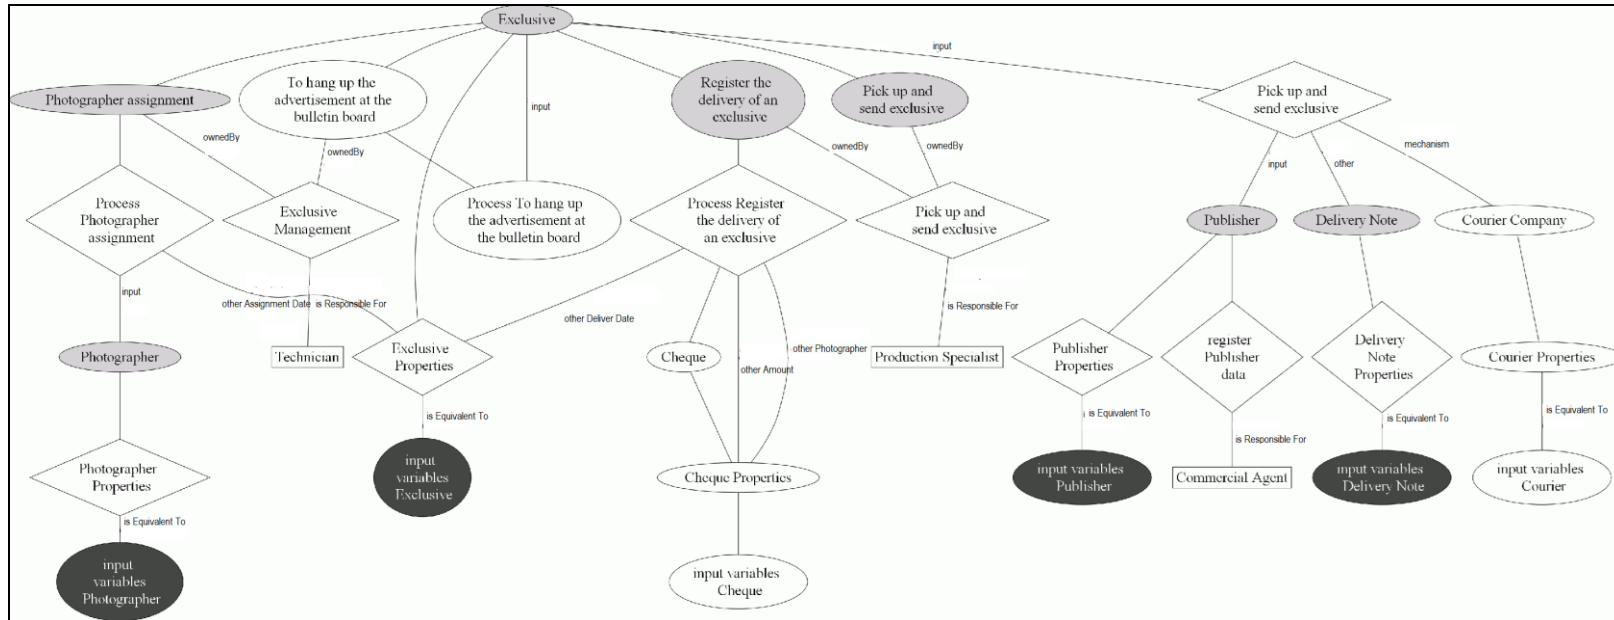 Exclusive
input
Photographer assignment
To hang up the
advertisement at the
bulletin board
input
Register the
delivery of an
exclusive
Pick up and
send exclusive
Pick up and
send exclusive
ownedBy
ownedBy
ownedBy
ownedBy
input
other
mechanism
Process
Photographer
assignment
Exclusive
Management
Process To hang up
the advertisement at
the bulletin board
Process Register
the delivery of
an exclusive
Pick up and
send exclusive
Publisher
Delivery Note
Courier Company
input
other Assignment Date
is Responsible For
other Deliver Date
is Responsible For
Photographer
Technician
Exclusive
Properties
Cheque
other Photographer
other Amount
Production Specialist
Publisher
Properties
register
Publisher
data
Delivery
Note
Properties
Courier Properties
is Equivalent To
is Equivalent To
is Equivalent To
is Equivalent To
is Responsible For
Photographer
Properties
input
variables
Exclusive
Cheque Properties
input variables
Publisher
Commercial Agent
input variables
Delivery Note
input variables
Courier
is Equivalent To
input
variables
Photographer
input variables
Cheque